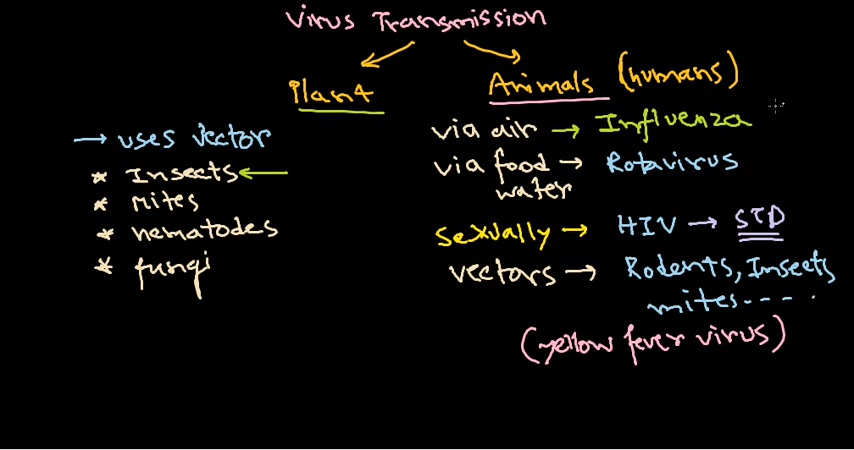 Virus Transmission
Plant
→ uses vector
* Insects ←
* mites
* nematodes
* fungi
Animals (humans)
via air → Influenza
via food → Rotavirus
water
Sexually → HIV → STD
vectors → Rodents, Insects
mites-----.
(yellow fever virus)